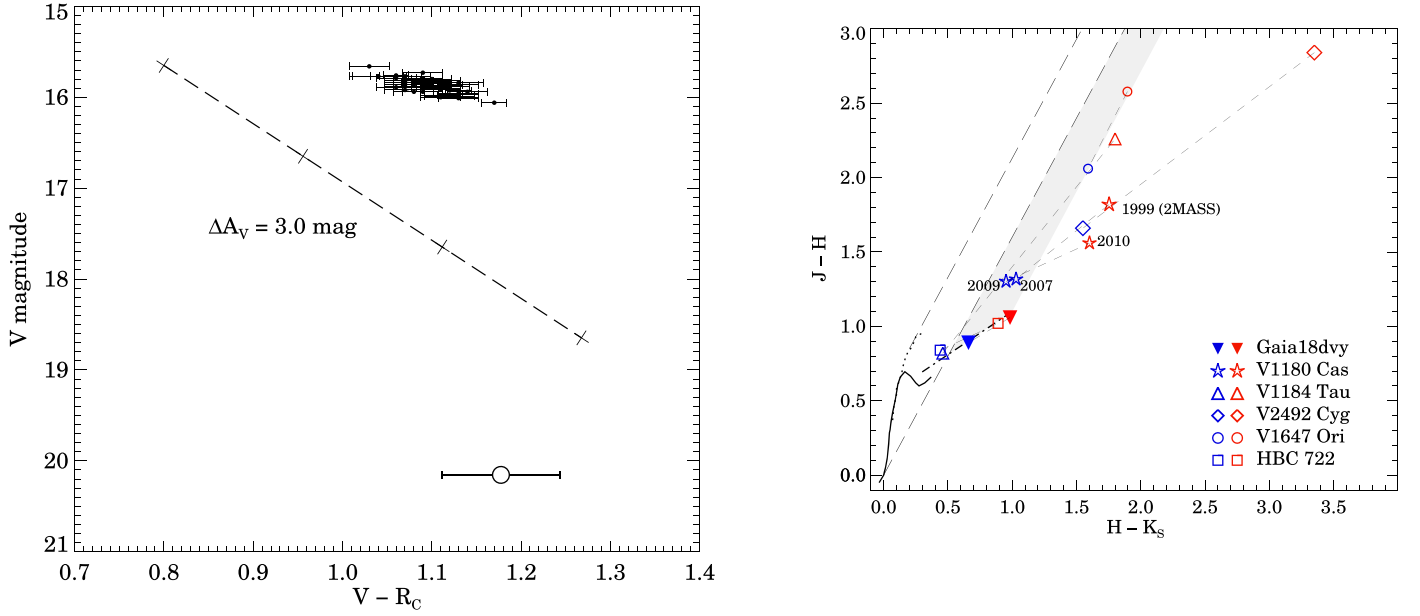 15
16
17
18
19
20
21
V magnitude
ΔA_V = 3.0 mag
0.7 0.8 0.9 1.0 1.1 1.2 1.3 1.4
V − R_C
3.0
2.5
2.0
1.5
1.0
0.5
0.0
J − H
1999 (2MASS)
2010
2009 2007
Gaia18dvy
V1180 Cas
V1184 Tau
V2492 Cyg
V1647 Ori
HBC 722
0.0 0.5 1.0 1.5 2.0 2.5 3.0 3.5
H − K_S